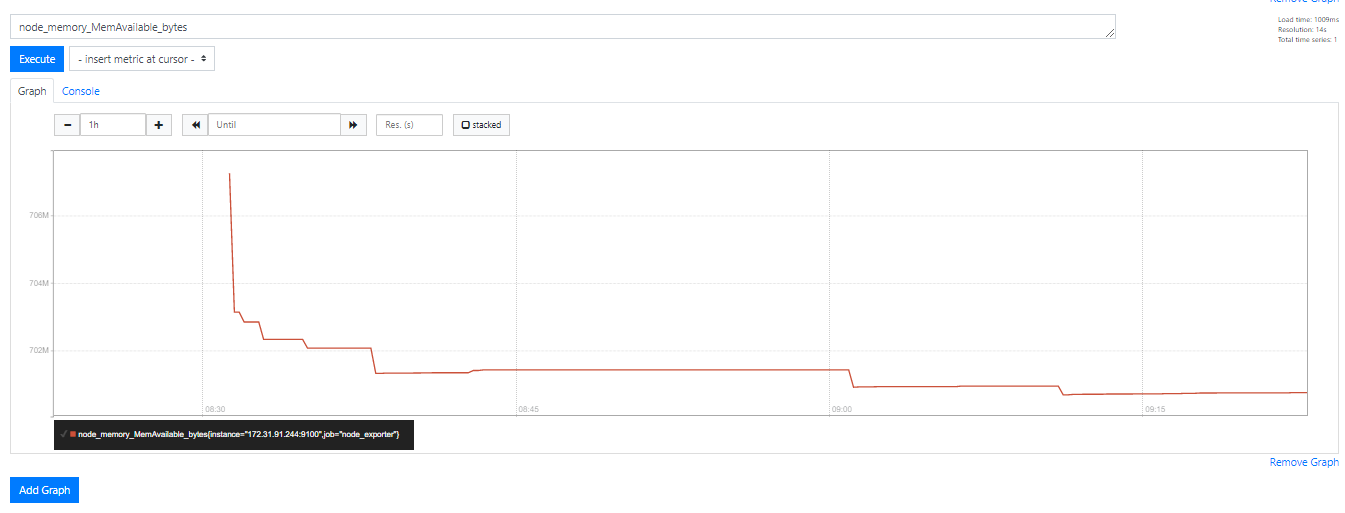 Remove Graph
node_memory_MemAvailable_bytes
Load time: 1009ms
Resolution: 14s
Total time series: 1
Execute
- insert metric at cursor -
Graph Console
1h Until Res. (s) stacked
706M
704M
702M
08:30 08:45 09:00 09:15
node_memory_MemAvailable_bytes{instance="172.31.91.244:9100",job="node_exporter"}
Remove Graph
Add Graph